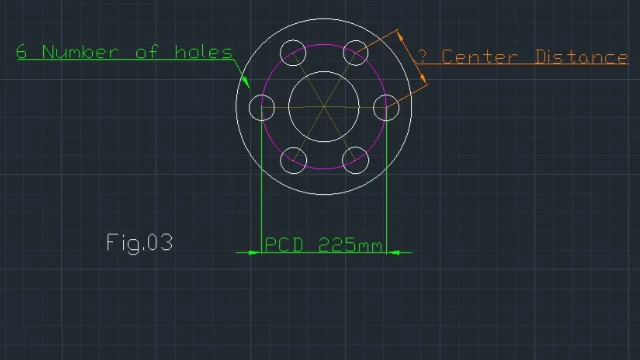 6 Number of holes
? Center Distance
Fig.03
PCD 225mm